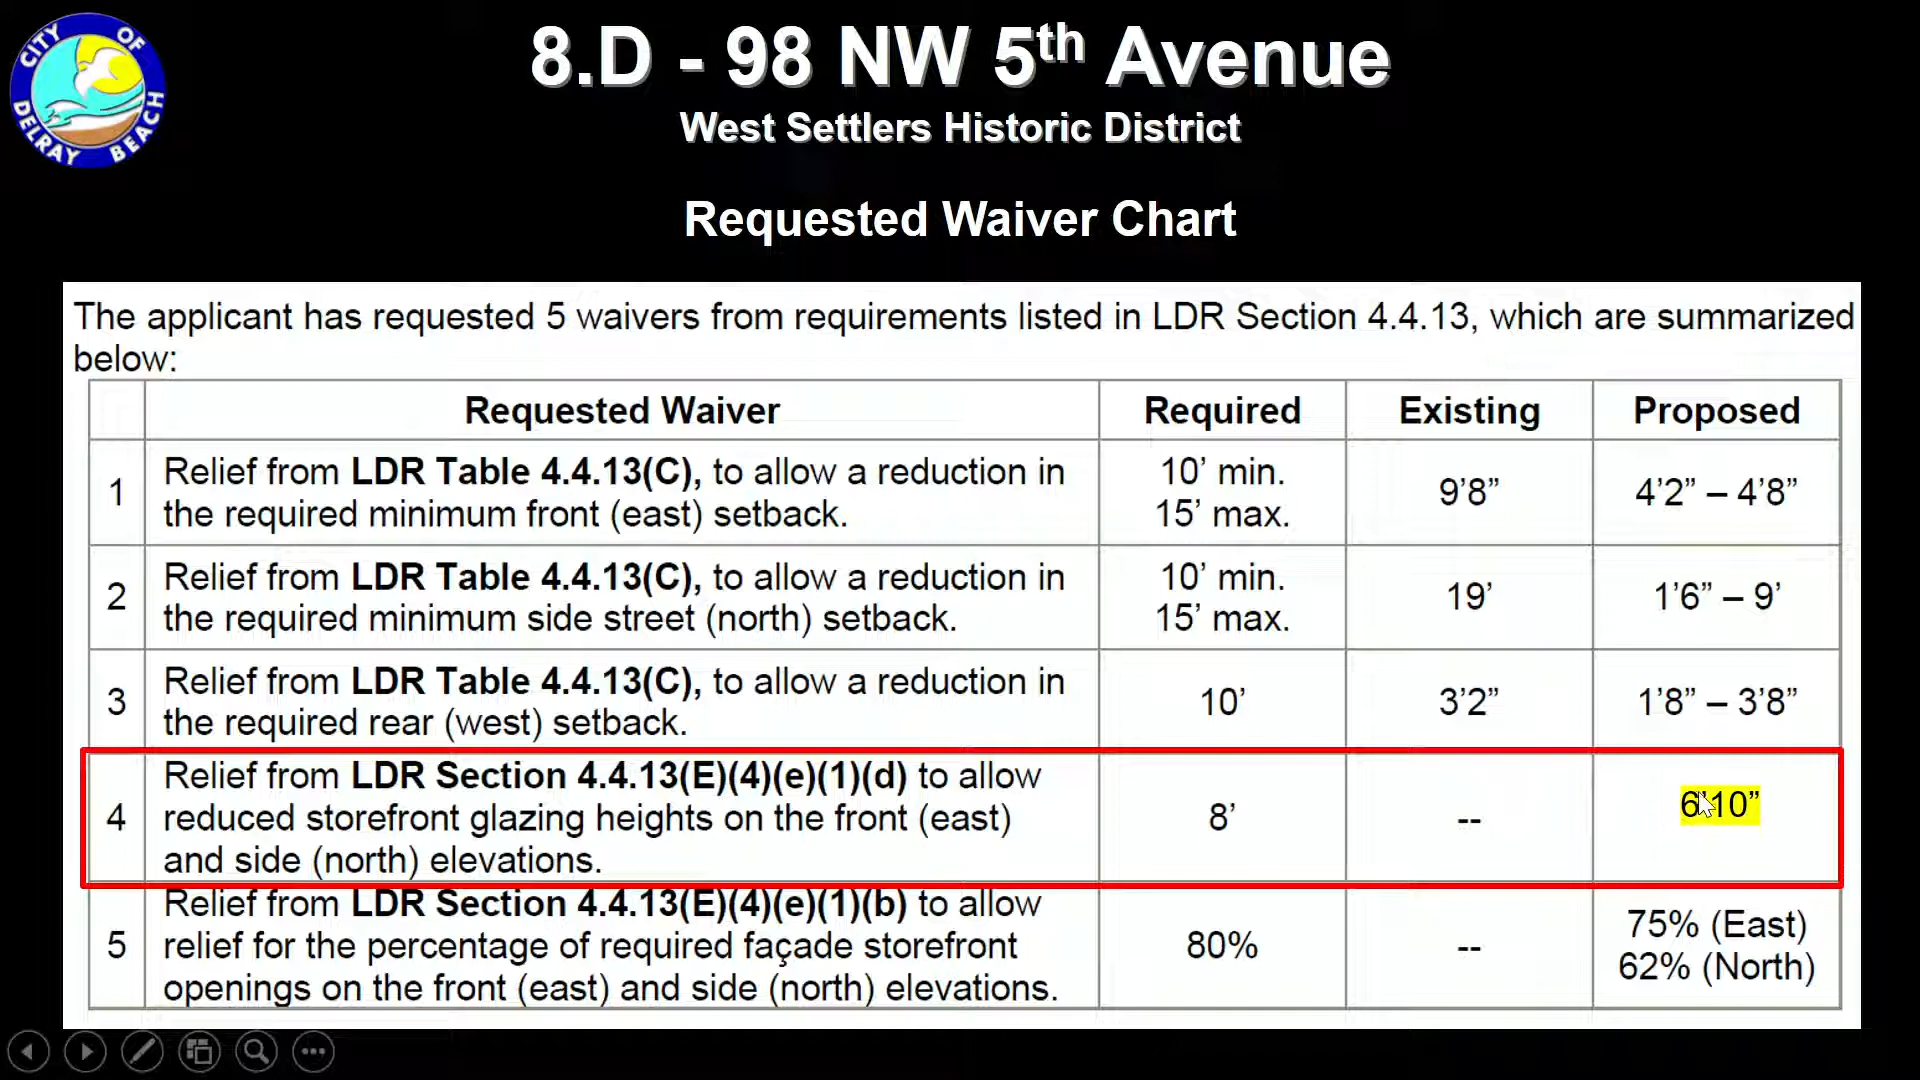 CITY OF
DELRAY BEACH
8.D - 98 NW 5th Avenue
West Settlers Historic District
Requested Waiver Chart
The applicant has requested 5 waivers from requirements listed in LDR Section 4.4.13, which are summarized
below:
Requested Waiver Required Existing Proposed
1 Relief from LDR Table 4.4.13(C), to allow a reduction in
the required minimum front (east) setback.
10’ min.
15’ max.
9’8”
4’2” – 4’8”
2 Relief from LDR Table 4.4.13(C), to allow a reduction in
the required minimum side street (north) setback.
10’ min.
15’ max.
19’
1’6” – 9’
3 Relief from LDR Table 4.4.13(C), to allow a reduction in
the required rear (west) setback.
10’
3’2”
1’8” – 3’8”
4 Relief from LDR Section 4.4.13(E)(4)(e)(1)(d) to allow
reduced storefront glazing heights on the front (east)
and side (north) elevations.
8’
--
6’10”
5 Relief from LDR Section 4.4.13(E)(4)(e)(1)(b) to allow
relief for the percentage of required façade storefront
openings on the front (east) and side (north) elevations.
80%
--
75% (East)
62% (North)